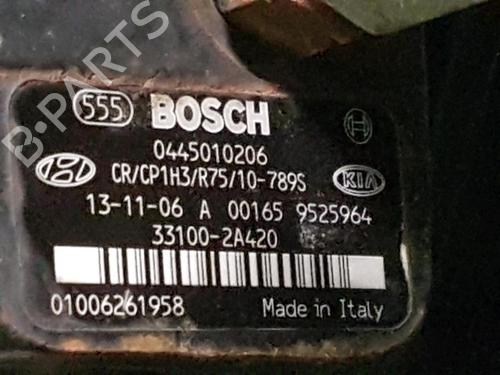 B-PARTS
555 BOSCH
0445010206
CR/CP1H3/R75/10-789S
KIA
13-11-06 A 00165 9525964
33100-2A420
01006261958 Made in Italy